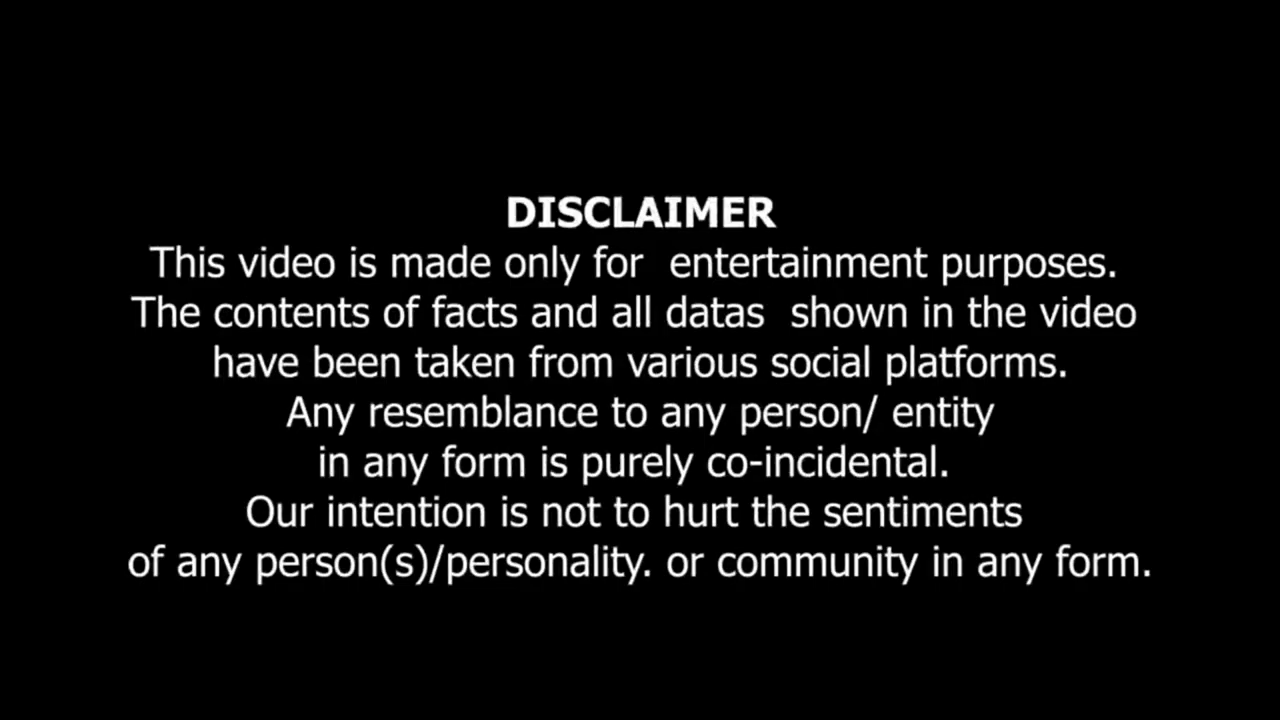 DISCLAIMER
This video is made only for  entertainment purposes.
The contents of facts and all datas  shown in the video
have been taken from various social platforms.
Any resemblance to any person/ entity
in any form is purely co-incidental.
Our intention is not to hurt the sentiments
of any person(s)/personality. or community in any form.